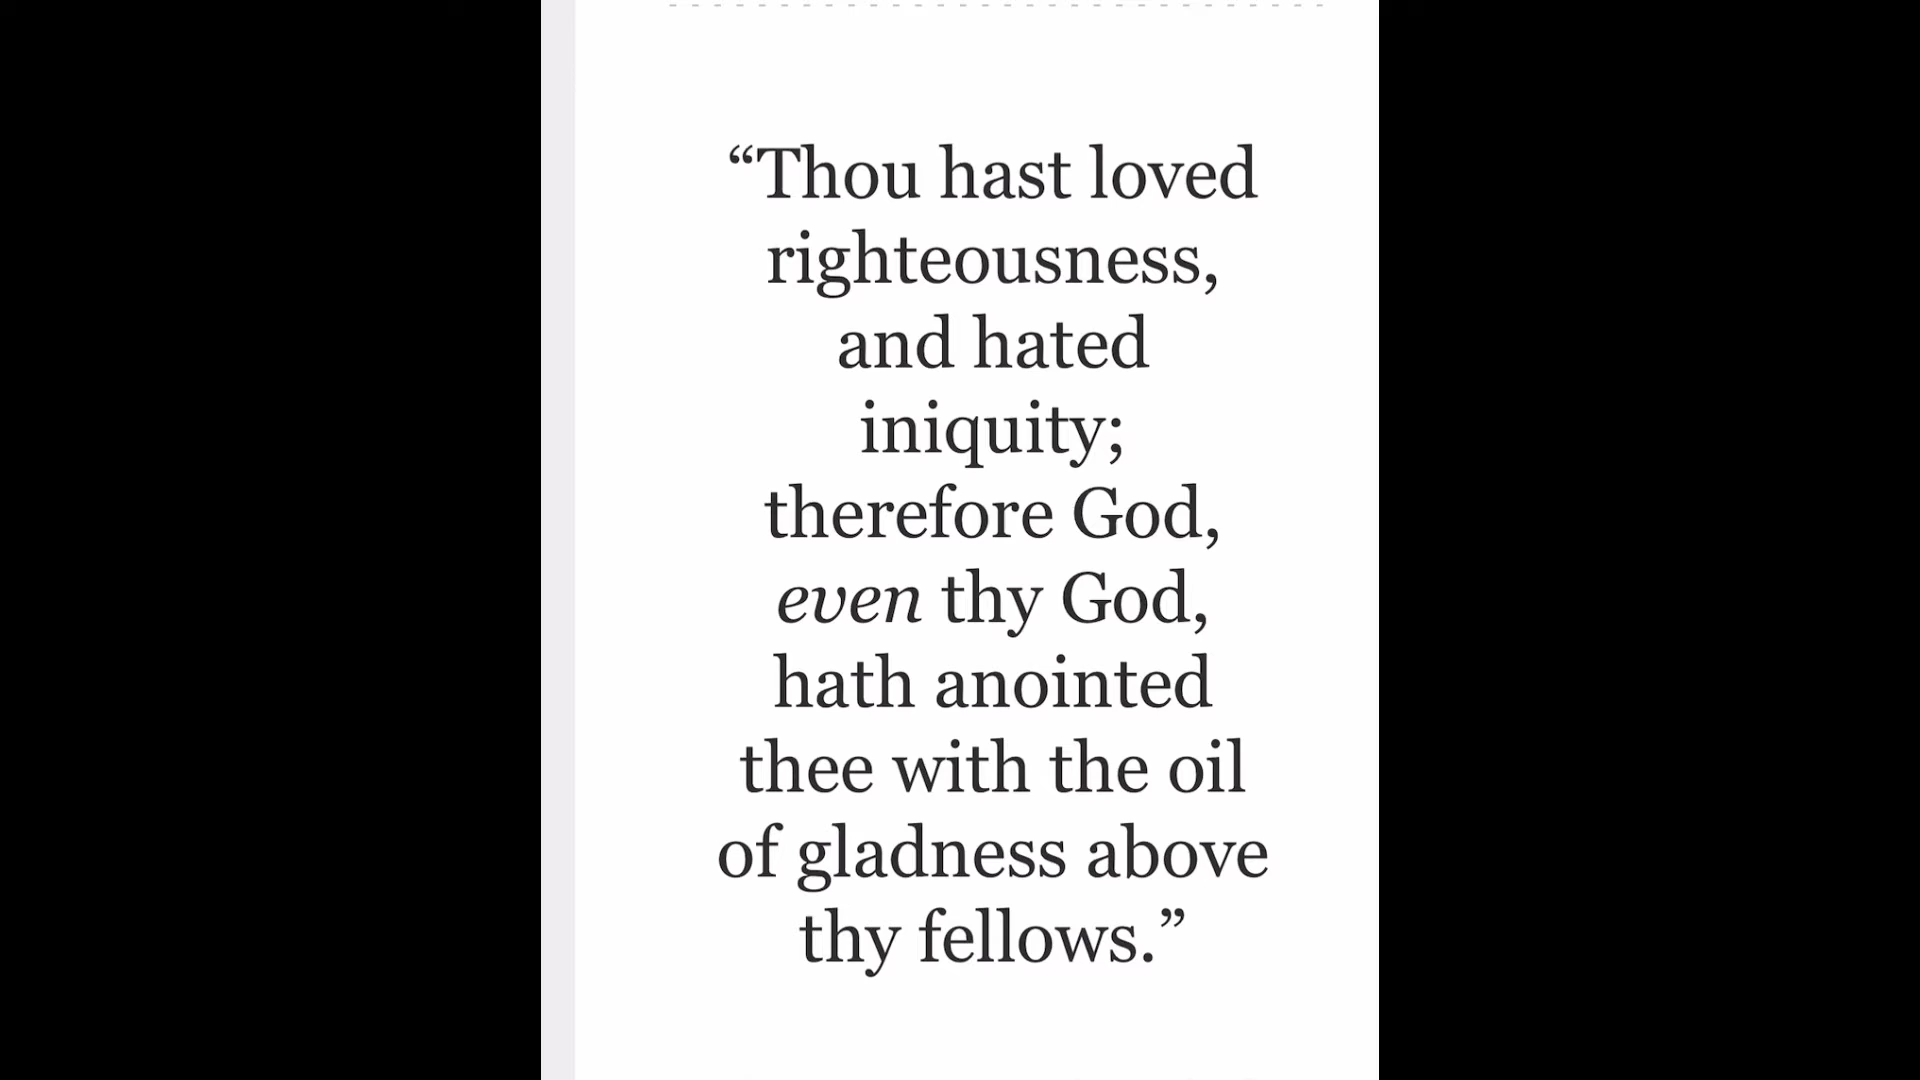 “Thou hast loved
righteousness,
and hated
iniquity;
therefore God,
even thy God,
hath anointed
thee with the oil
of gladness above
thy fellows.”